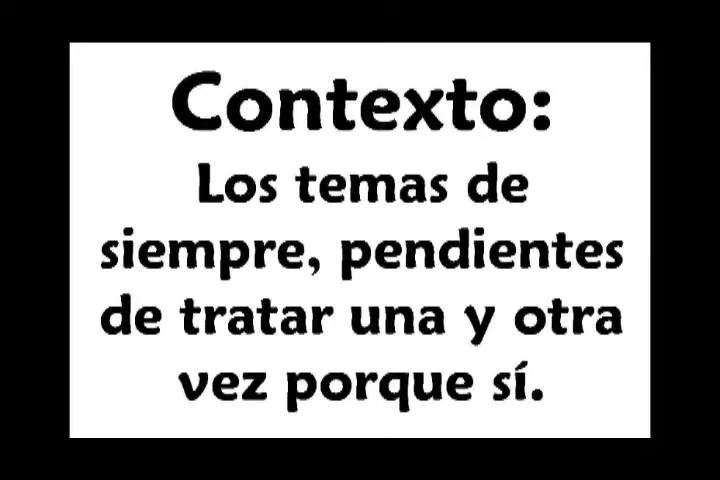 Contexto:
Los temas de
siempre, pendientes
de tratar una y otra
vez porque sí.